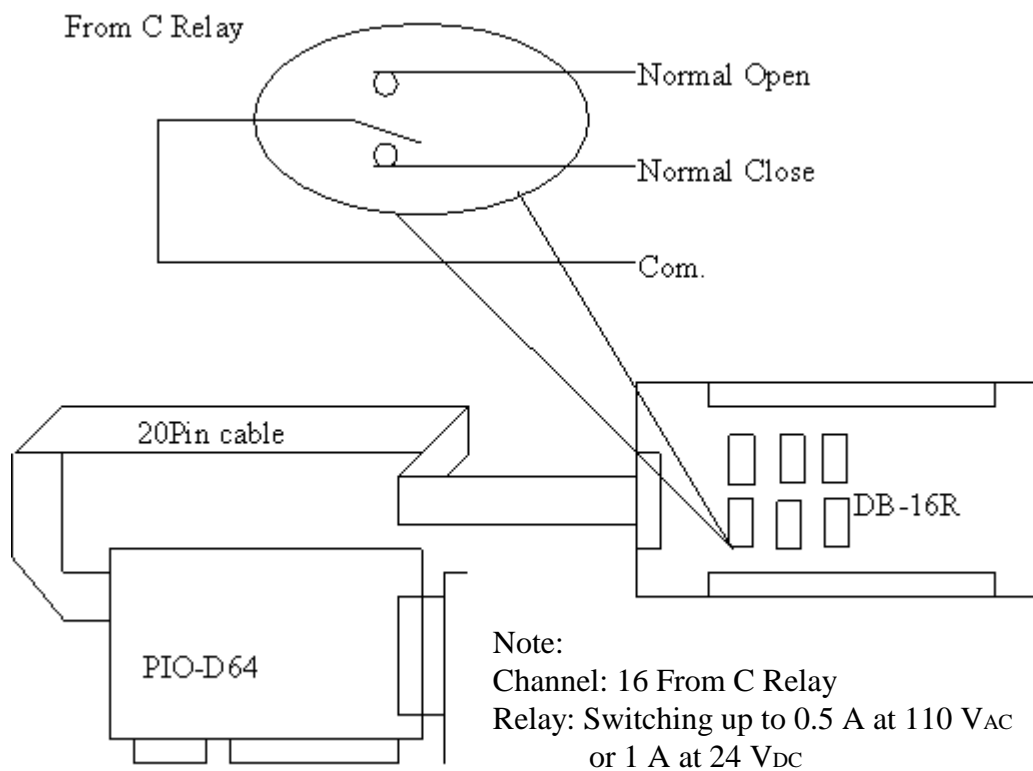 From C Relay
Normal Open
Normal Close
Com.
20Pin cable
DB-16R
PIO-D64
Note:
Channel: 16 From C Relay
Relay: Switching up to 0.5 A at 110 VAC
or 1 A at 24 VDC